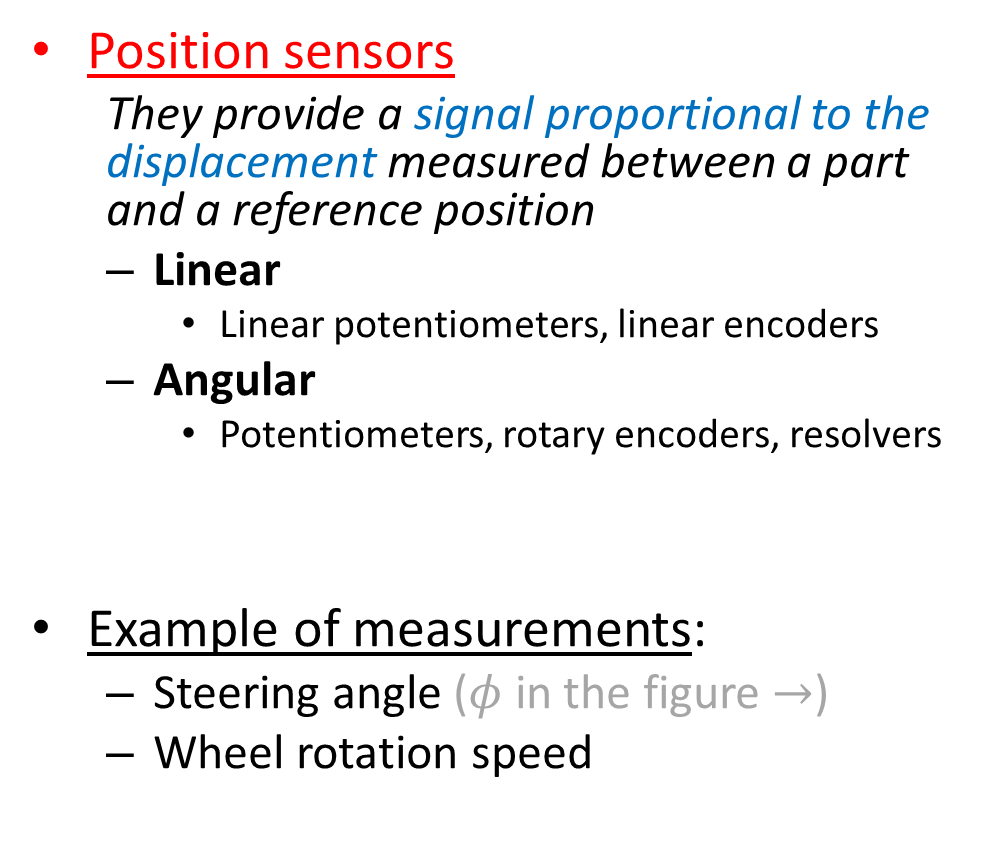 • Position sensors
They provide a signal proportional to the
displacement measured between a part
and a reference position
– Linear
• Linear potentiometers, linear encoders
– Angular
• Potentiometers, rotary encoders, resolvers
• Example of measurements:
– Steering angle (ϕ in the figure →)
– Wheel rotation speed